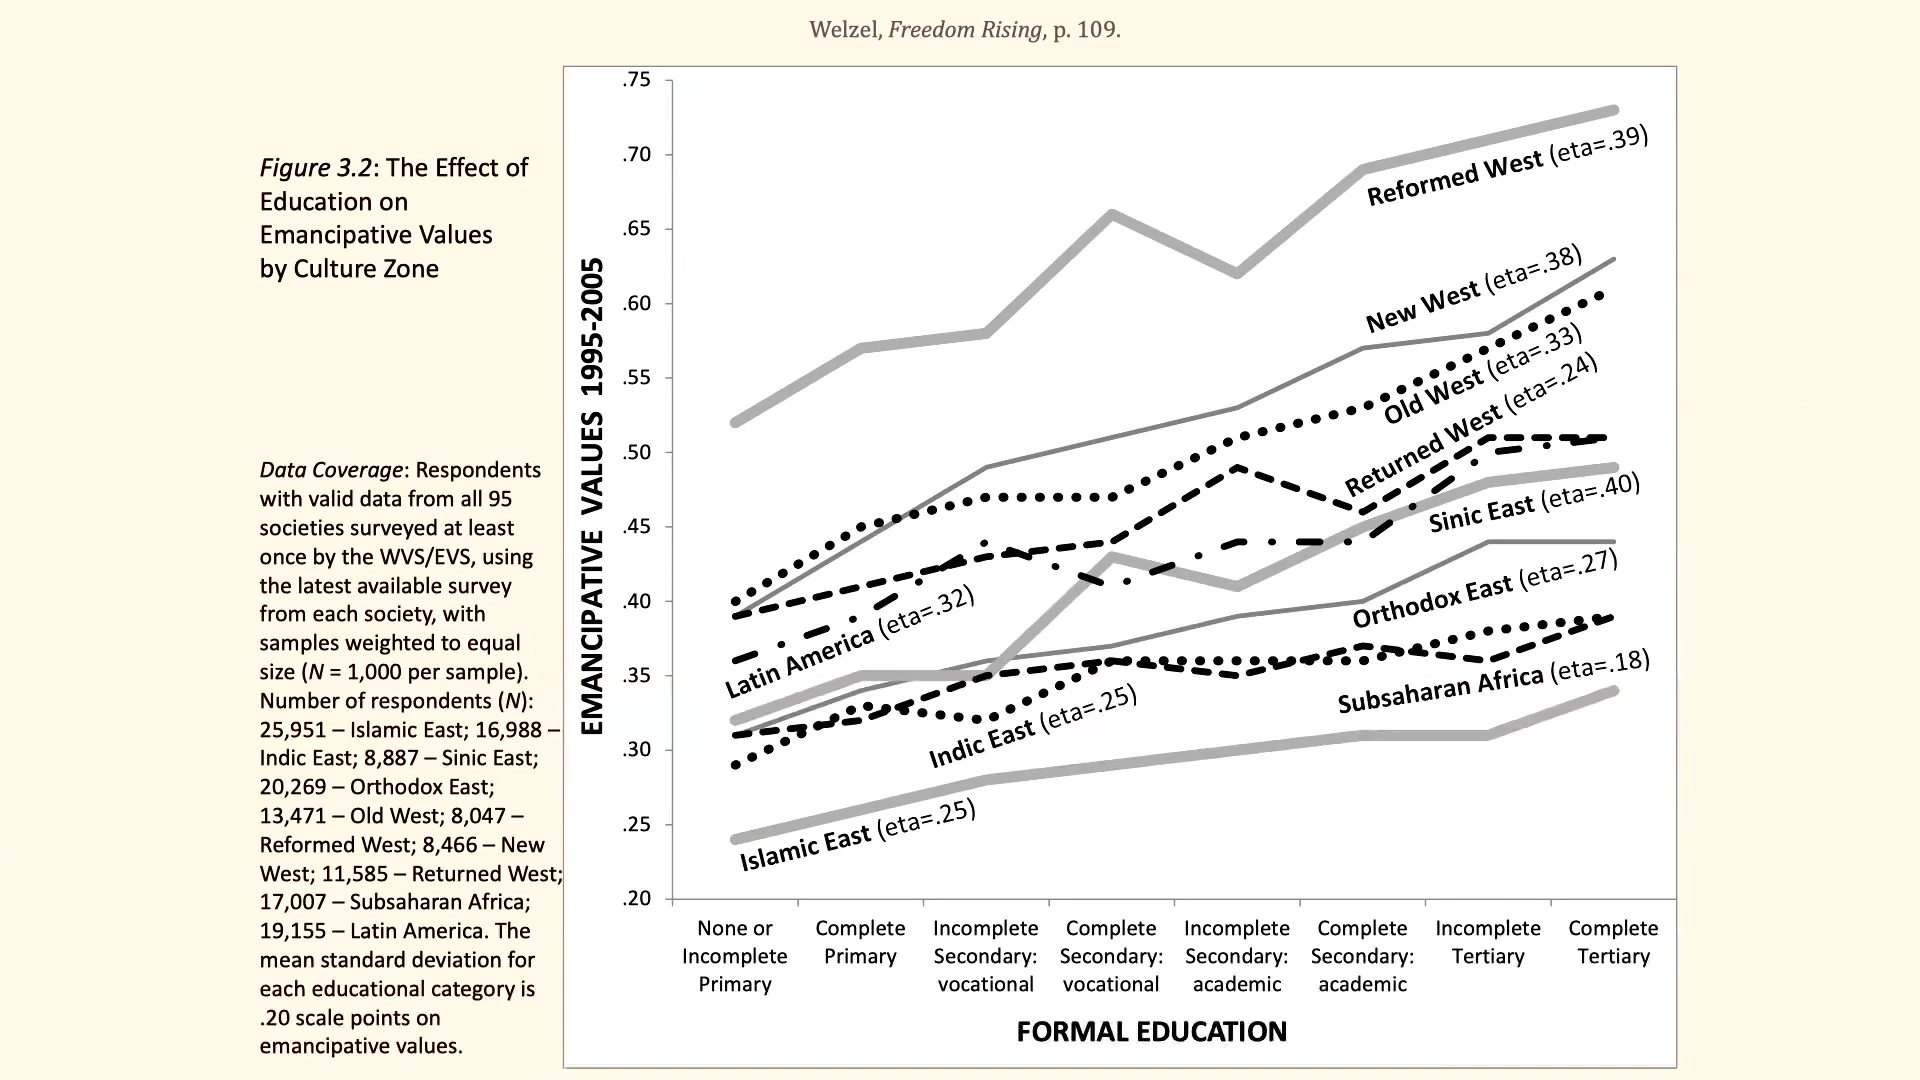 Welzel, Freedom Rising, p. 109.
Figure 3.2: The Effect of
Education on
Emancipative Values
by Culture Zone
Data Coverage: Respondents
with valid data from all 95
societies surveyed at least
once by the WVS/EVS, using
the latest available survey
from each society, with
samples weighted to equal
size (N = 1,000 per sample).
Number of respondents (N):
25,951 – Islamic East; 16,988 –
Indic East; 8,887 – Sinic East;
20,269 – Orthodox East;
13,471 – Old West; 8,047 –
Reformed West; 8,466 – New
West; 11,585 – Returned West;
17,007 – Subsaharan Africa;
19,155 – Latin America. The
mean standard deviation for
each educational category is
.20 scale points on
emancipative values.
EMANCIPATIVE VALUES 1995-2005
.75
.70
.65
.60
.55
.50
.45
.40
.35
.30
.25
.20
Reformed West (eta=.39)
New West (eta=.38)
Old West (eta=.33)
Returned West (eta=.24)
Sinic East (eta=.40)
Orthodox East (eta=.27)
Latin America (eta=.32)
Subsaharan Africa (eta=.18)
Indic East (eta=.25)
Islamic East (eta=.25)
None or
Incomplete
Primary
Complete
Primary
Incomplete
Secondary:
vocational
Complete
Secondary:
vocational
Incomplete
Secondary:
academic
Complete
Secondary:
academic
Incomplete
Tertiary
Complete
Tertiary
FORMAL EDUCATION